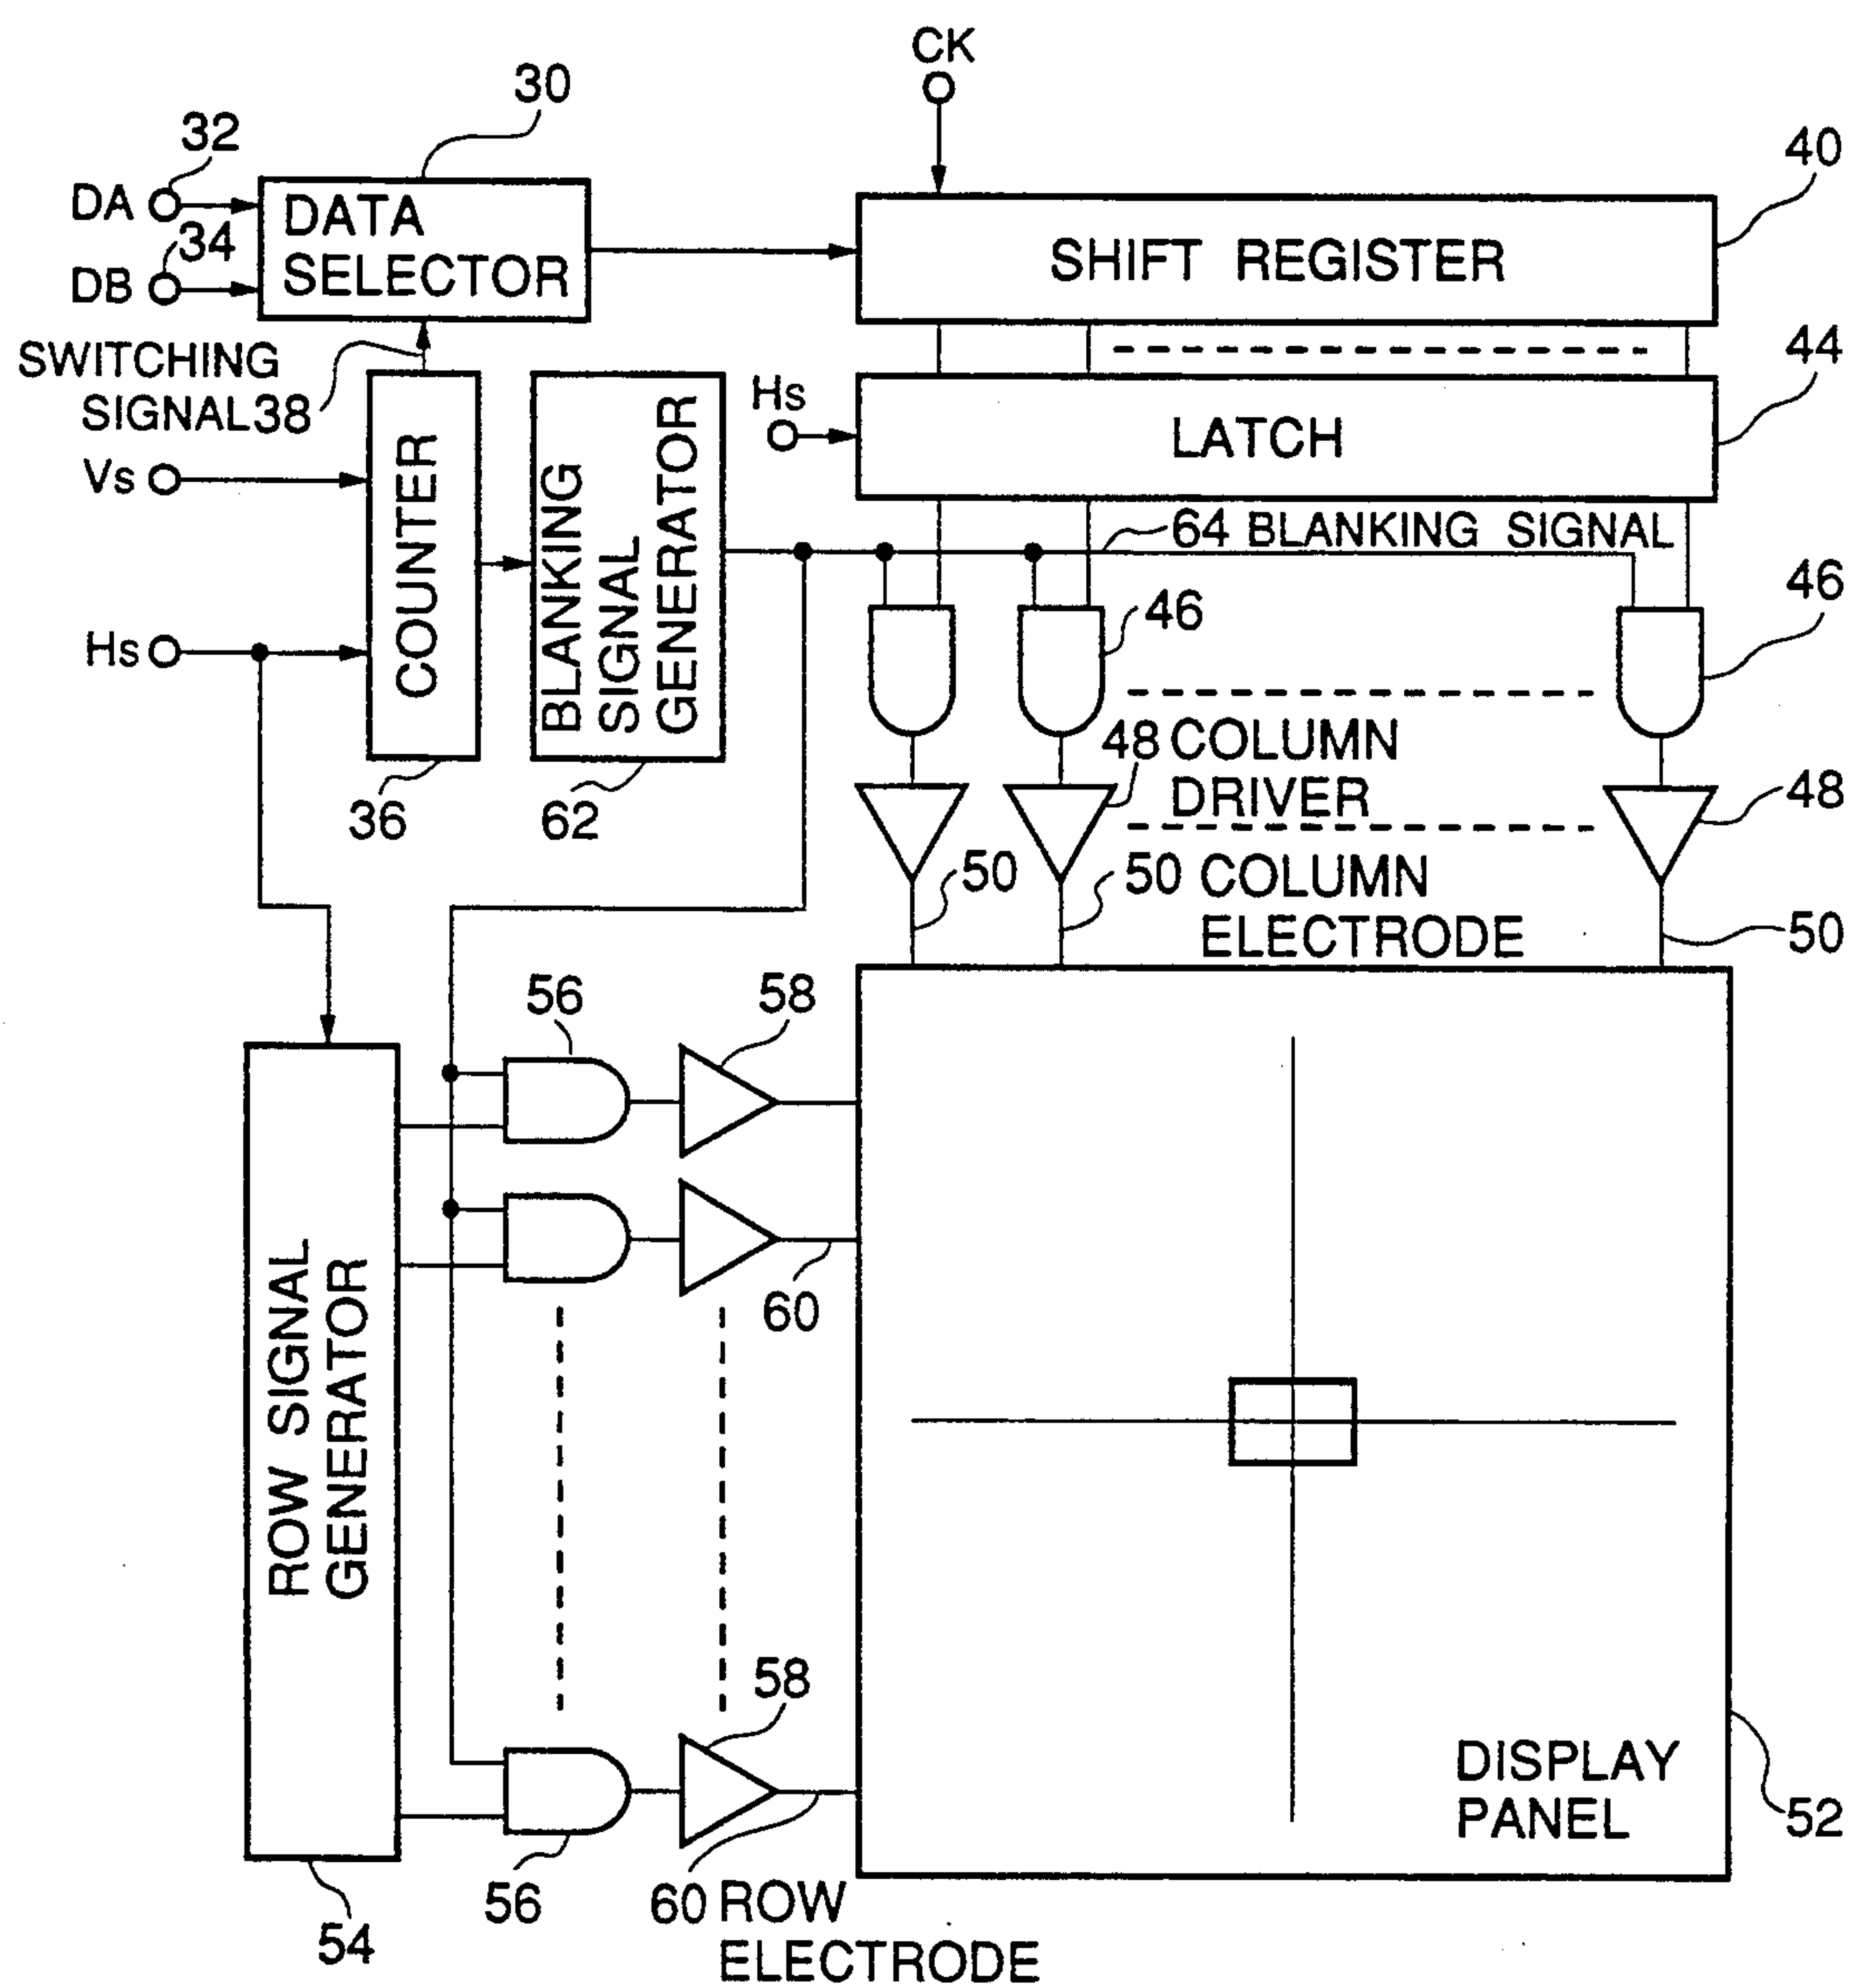 CK
30
32
40
DA
DATA
SELECTOR
34
DB
SHIFT REGISTER
SWITCHING
SIGNAL38
44
Hs
LATCH
Vs
COUNTER
BLANKING
SIGNAL
GENERATOR
64 BLANKING SIGNAL
46
46
Hs
36
62
48 COLUMN
DRIVER
48
50
50 COLUMN
ELECTRODE
50
56
58
60
ROW SIGNAL
GENERATOR
58
DISPLAY
PANEL
52
56
60 ROW
ELECTRODE
54